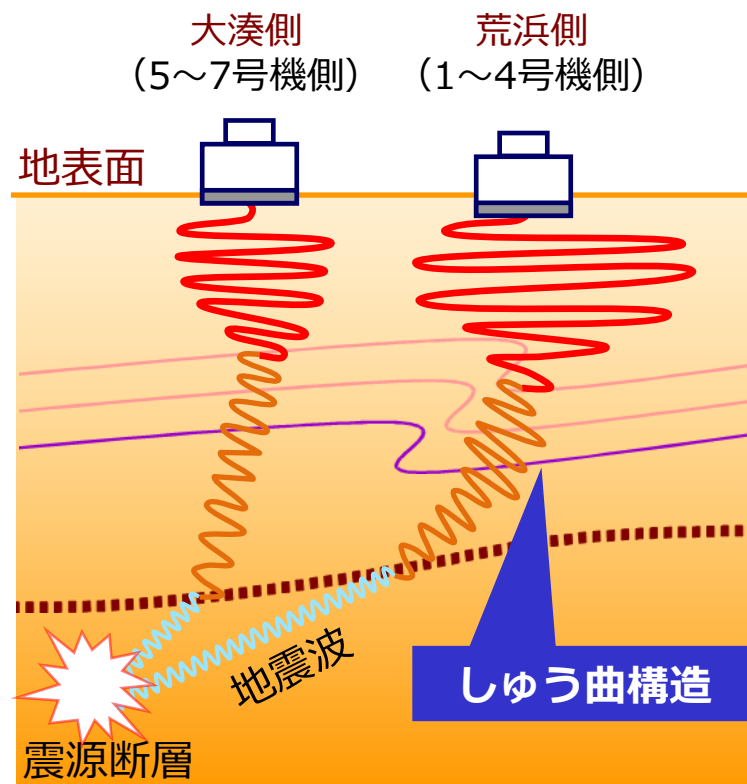 大湊側
（5～7号機側）
荒浜側
（1～4号機側）
地表面
地震波
しゅう曲構造
震源断層